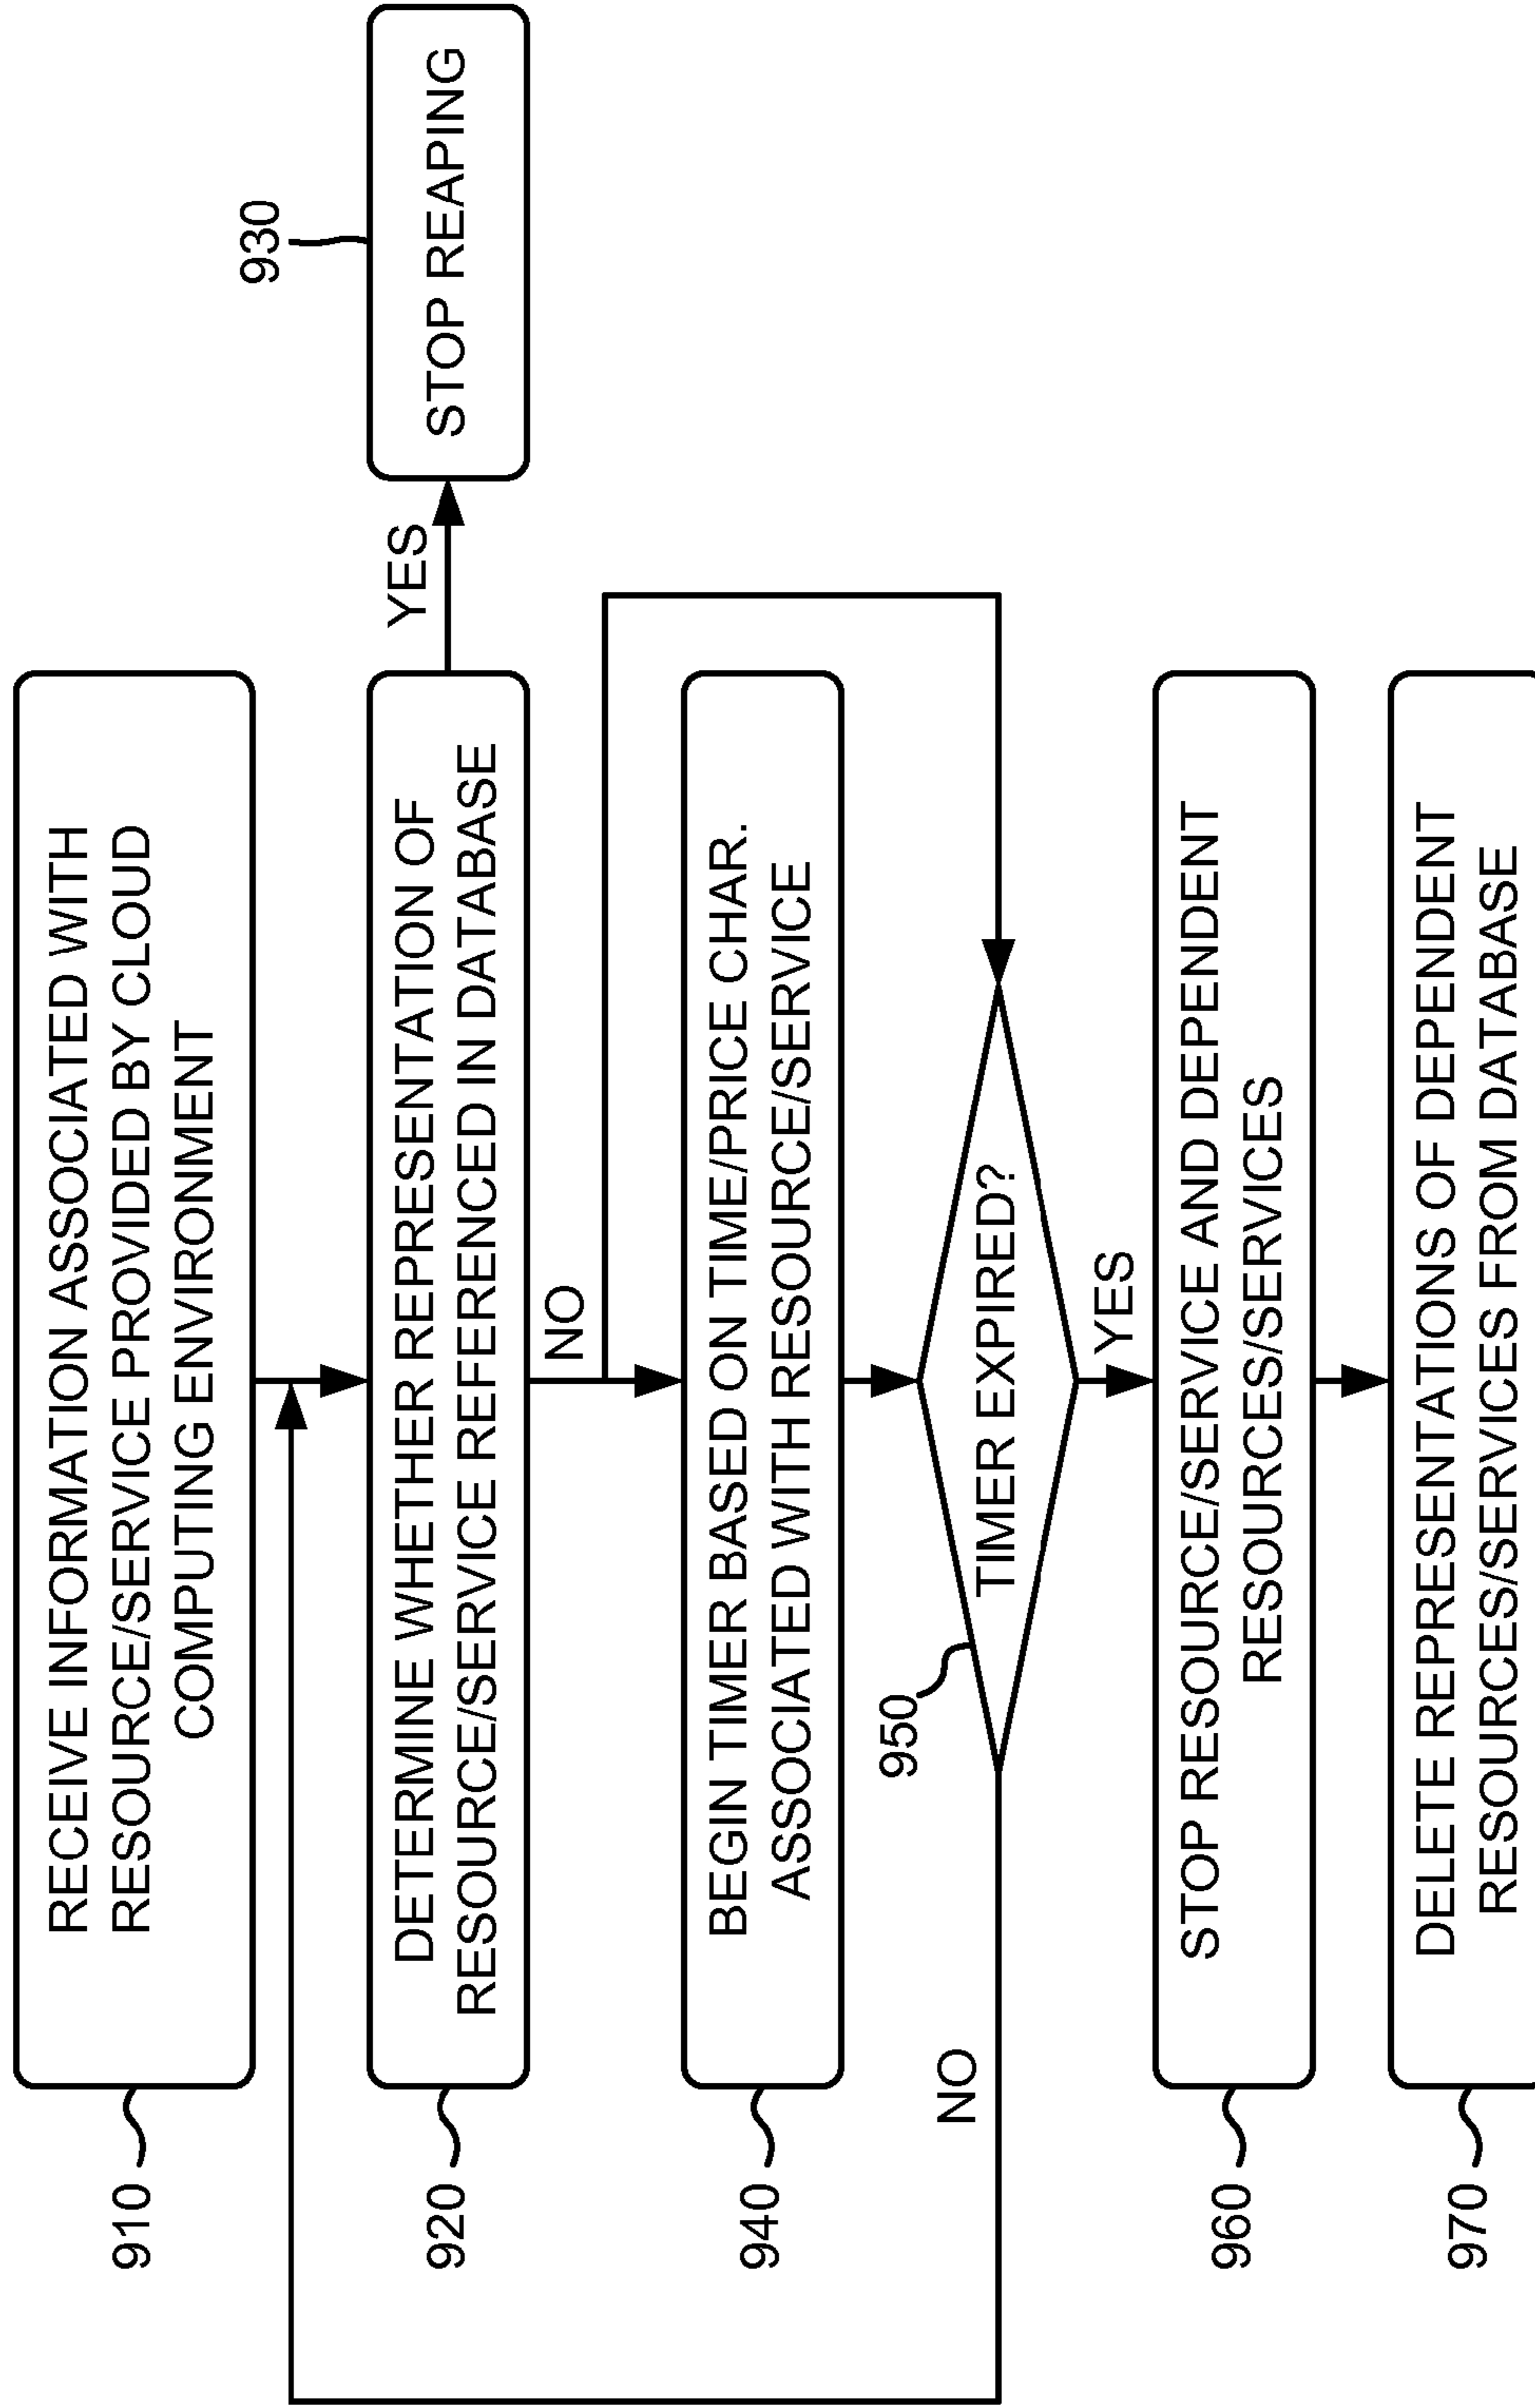 910
RECEIVE INFORMATION ASSOCIATED WITH
RESOURCE/SERVICE PROVIDED BY CLOUD
COMPUTING ENVIRONMENT
920
DETERMINE WHETHER REPRESENTATION OF
RESOURCE/SERVICE REFERENCED IN DATABASE
YES
930
STOP REAPING
NO
940
BEGIN TIMER BASED ON TIME/PRICE CHAR.
ASSOCIATED WITH RESOURCE/SERVICE
950
TIMER EXPIRED?
NO
YES
960
STOP RESOURCE/SERVICE AND DEPENDENT
RESOURCES/SERVICES
970
DELETE REPRESENTATIONS OF DEPENDENT
RESOURCES/SERVICES FROM DATABASE